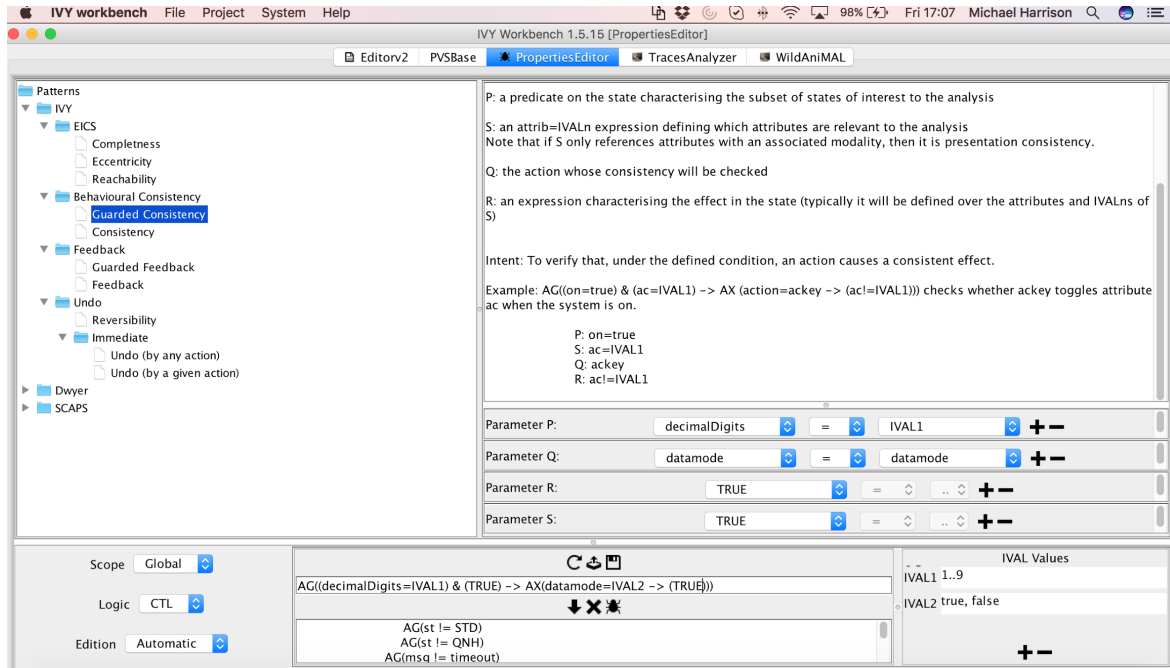 IVY workbench File Project System Help 98% Fri 17:07 Michael Harrison
IVY Workbench 1.5.15 [PropertiesEditor]
Editorv2 PVSBase PropertiesEditor TracesAnalyzer WildAniMAL
Patterns
IVY
EICS
Completness
Eccentricity
Reachability
Behavioural Consistency
Guarded Consistency
Consistency
Feedback
Guarded Feedback
Feedback
Undo
Reversibility
Immediate
Undo (by any action)
Undo (by a given action)
Dwyer
SCAPS
P: a predicate on the state characterising the subset of states of interest to the analysis
S: an attrib=IVALn expression defining which attributes are relevant to the analysis
Note that if S only references attributes with an associated modality, then it is presentation consistency.
Q: the action whose consistency will be checked
R: an expression characterising the effect in the state (typically it will be defined over the attributes and IVALns of
S)
Intent: To verify that, under the defined condition, an action causes a consistent effect.
Example: AG((on=true) & (ac=IVAL1) -> AX (action=ackey -> (ac!=IVAL1))) checks whether ackey toggles attribute
ac when the system is on.
P: on=true
S: ac=IVAL1
Q: ackey
R: ac!=IVAL1
Parameter P: decimalDigits = IVAL1
Parameter Q: datamode = datamode
Parameter R: TRUE = ..
Parameter S: TRUE = ..
Scope Global
Logic CTL
Edition Automatic
AG((decimalDigits=IVAL1) & (TRUE) -> AX(datamode=IVAL2 -> (TRUE)))
AG(st != STD)
AG(st != QNH)
AG(msg != timeout)
IVAL Values
IVAL1 1..9
IVAL2 true, false